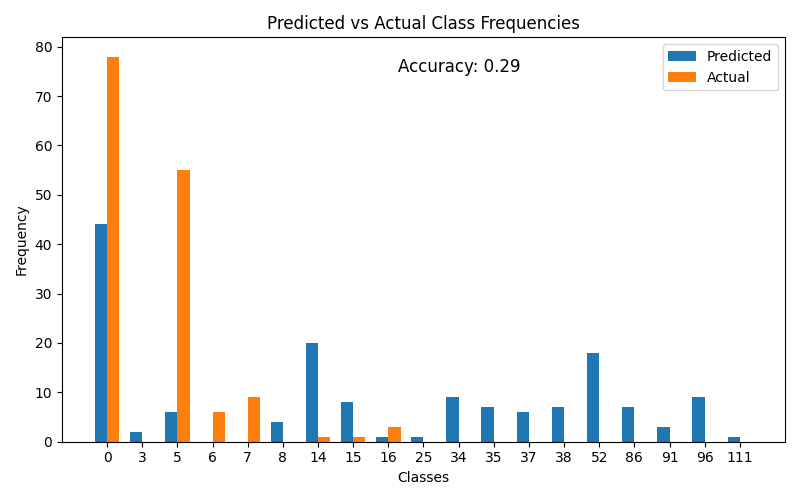 Predicted vs Actual Class Frequencies
Accuracy: 0.29
Predicted
Actual
80
70
60
50
40
30
20
10
0
Frequency
0 3 5 6 7 8 14 15 16 25 34 35 37 38 52 86 91 96 111
Classes